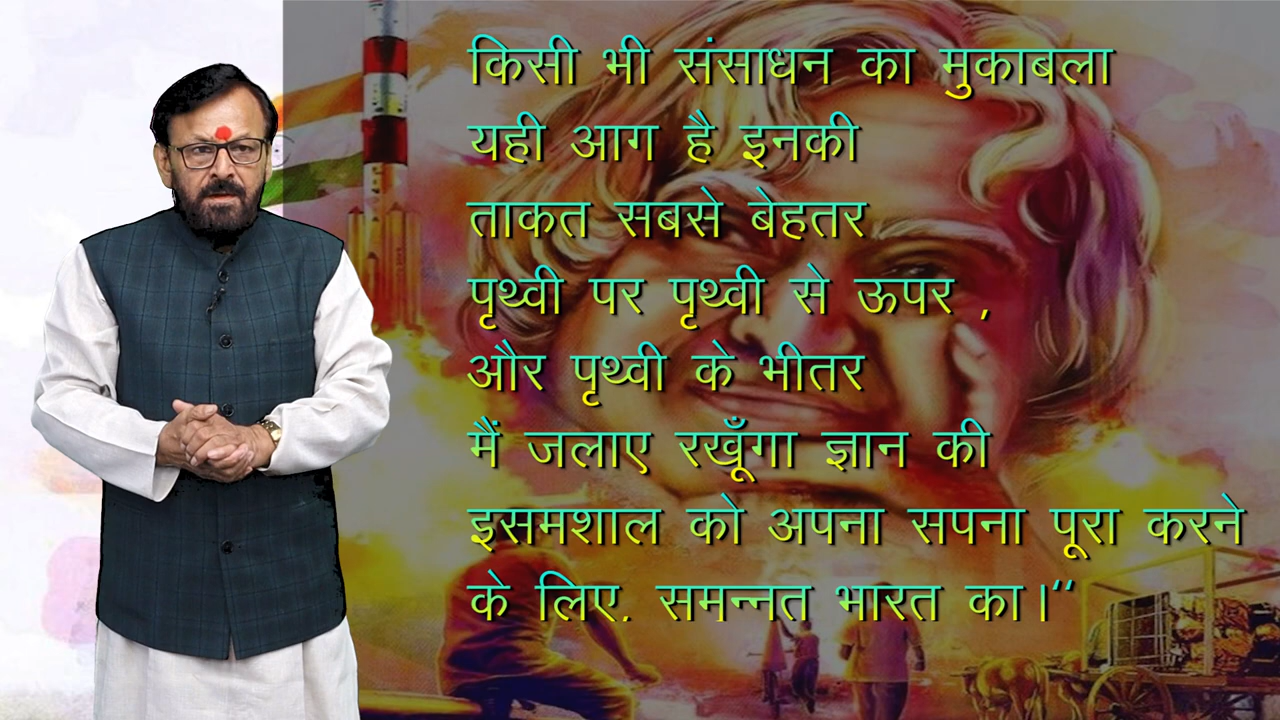 किसी भी संसाधन का मुकाबला
यही आग है इनकी
ताकत सबसे बेहतर
पृथ्वी पर पृथ्वी से ऊपर ,
और पृथ्वी के भीतर
मैं जलाए रखूँगा ज्ञान की
इसमशाल को अपना सपना पूरा करने
के लिए. समन्नत भारत का।“